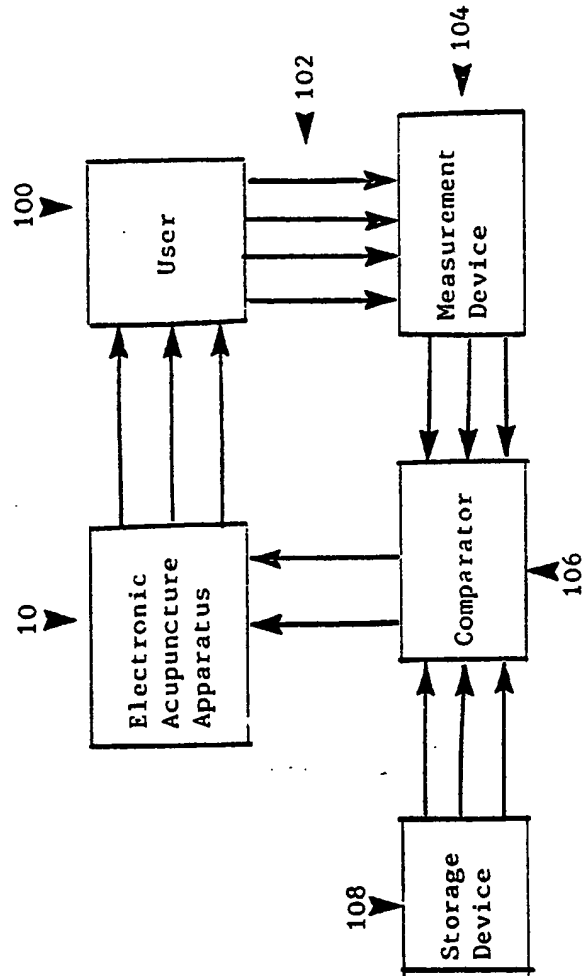 10
100
Electronic
Acupuncture
Apparatus
User
102
108
Storage
Device
Comparator
Measurement
Device
104
106